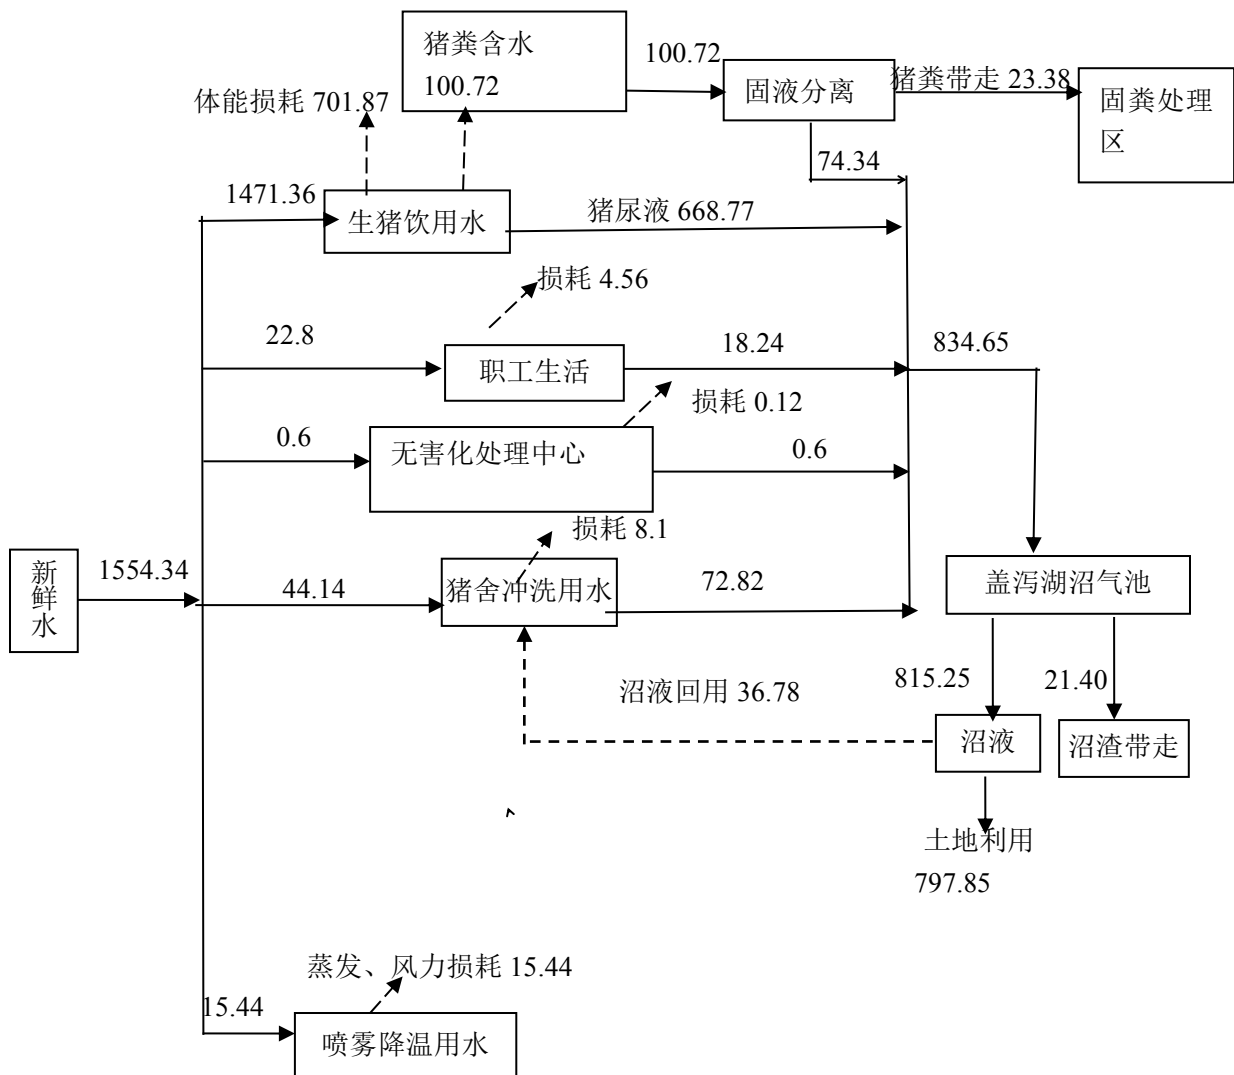 猪粪含水
100.72
100.72
固液分离
猪粪带走 23.38
固粪处理
区
体能损耗 701.87
74.34
1471.36
生猪饮用水
猪尿液 668.77
损耗 4.56
22.8
职工生活
18.24
834.65
损耗 0.12
0.6
无害化处理中心
0.6
损耗 8.1
新
鲜
水
1554.34
44.14
猪舍冲洗用水
72.82
盖泻湖沼气池
沼液回用 36.78
815.25
21.40
沼液
沼渣带走
土地利用
797.85
蒸发、风力损耗 15.44
15.44
喷雾降温用水